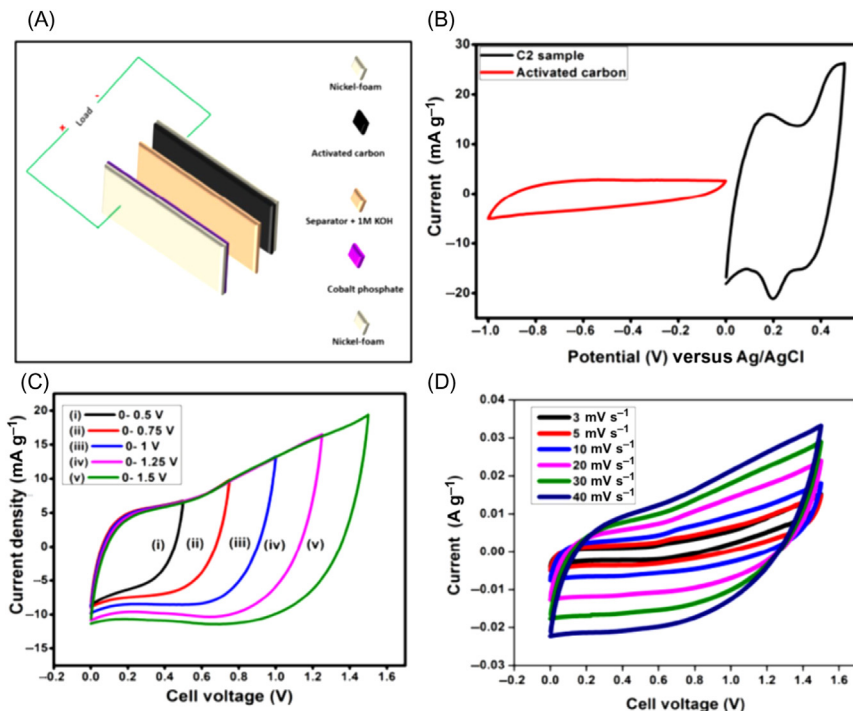 (A)
Load
+
-
Nickel-foam
Activated carbon
Separator + 1M KOH
Cobalt phosphate
Nickel-foam
(B)
C2 sample
Activated carbon
Current (mA g⁻¹)
30
20
10
0
−10
−20
−1.0 −0.8 −0.6 −0.4 −0.2 0.0 0.2 0.4
Potential (V) versus Ag/AgCl
(C)
(i) 0- 0.5 V
(ii) 0- 0.75 V
(iii) 0- 1 V
(iv) 0- 1.25 V
(v) 0- 1.5 V
Current density (mA g⁻¹)
20
15
10
5
0
−5
−10
−15
(i) (ii) (iii) (iv) (v)
−0.2 0.0 0.2 0.4 0.6 0.8 1.0 1.2 1.4 1.6
Cell voltage (V)
(D)
3 mV s⁻¹
5 mV s⁻¹
10 mV s⁻¹
20 mV s⁻¹
30 mV s⁻¹
40 mV s⁻¹
Current (A g⁻¹)
0.04
0.03
0.02
0.01
0.00
−0.01
−0.02
−0.03
−0.2 0.0 0.2 0.4 0.6 0.8 1.0 1.2 1.4 1.6
Cell voltage (V)